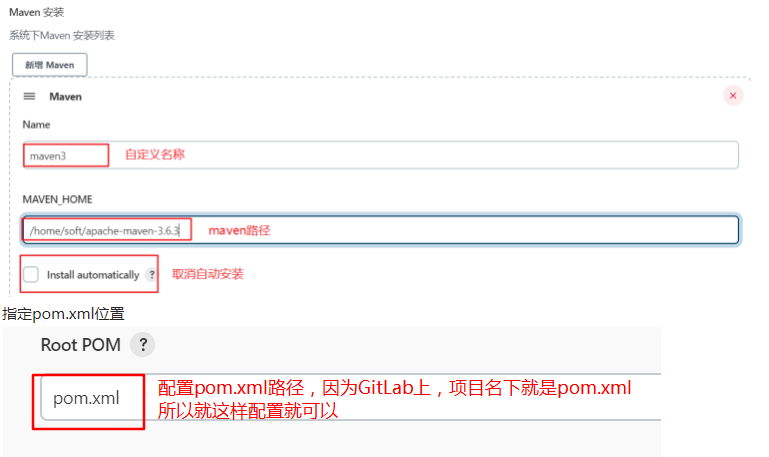 Maven 安装
系统下Maven 安装列表
新增 Maven
Maven
Name
maven3 自定义名称
MAVEN_HOME
/home/soft/apache-maven-3.6.3 maven路径
Install automatically ? 取消自动安装
指定pom.xml位置
Root POM ?
pom.xml 配置pom.xml路径，因为GitLab上，项目名下就是pom.xml
所以就这样配置就可以